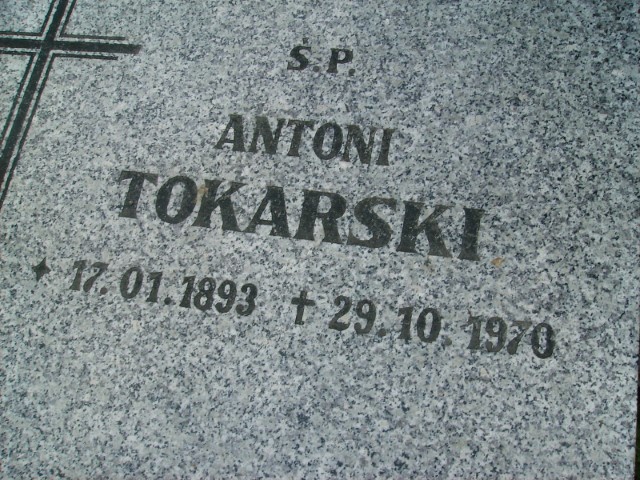 Ś.P.
ANTONI
TOKARSKI
✦ 17.01.1893 ✝ 29.10.1970